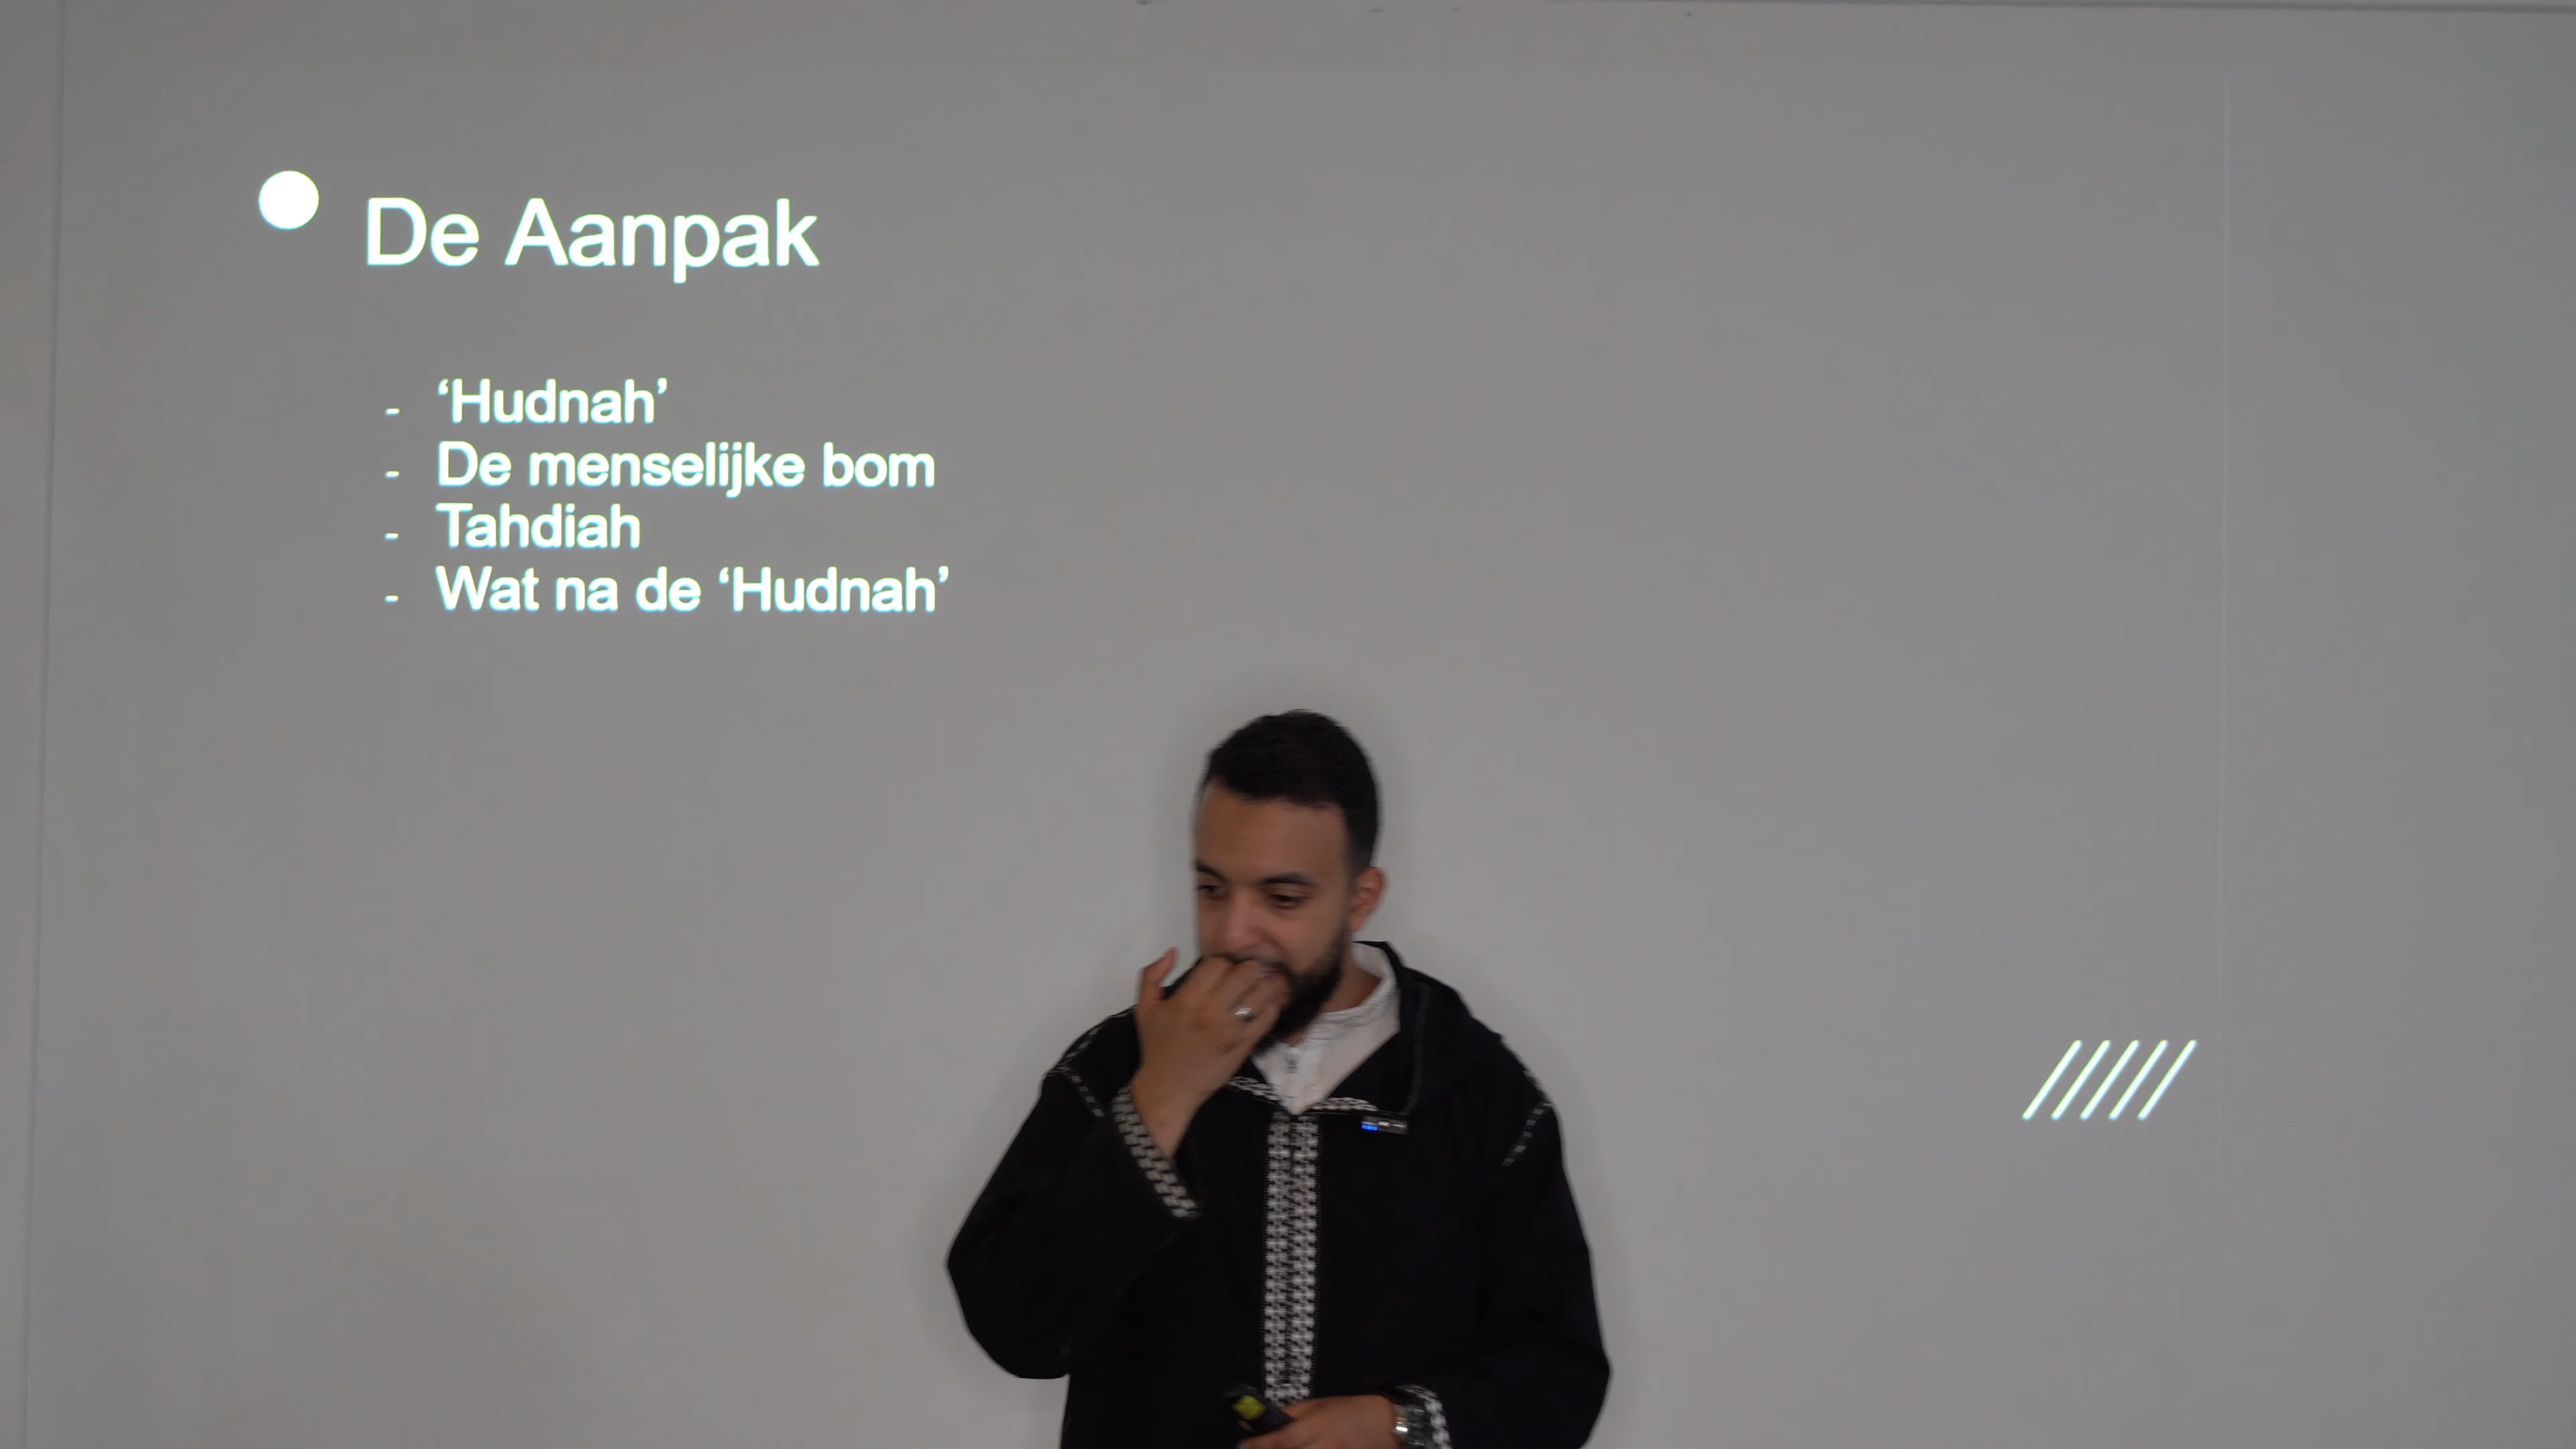 De Aanpak
- ‘Hudnah’
- De menselijke bom
- Tahdiah
- Wat na de ‘Hudnah’